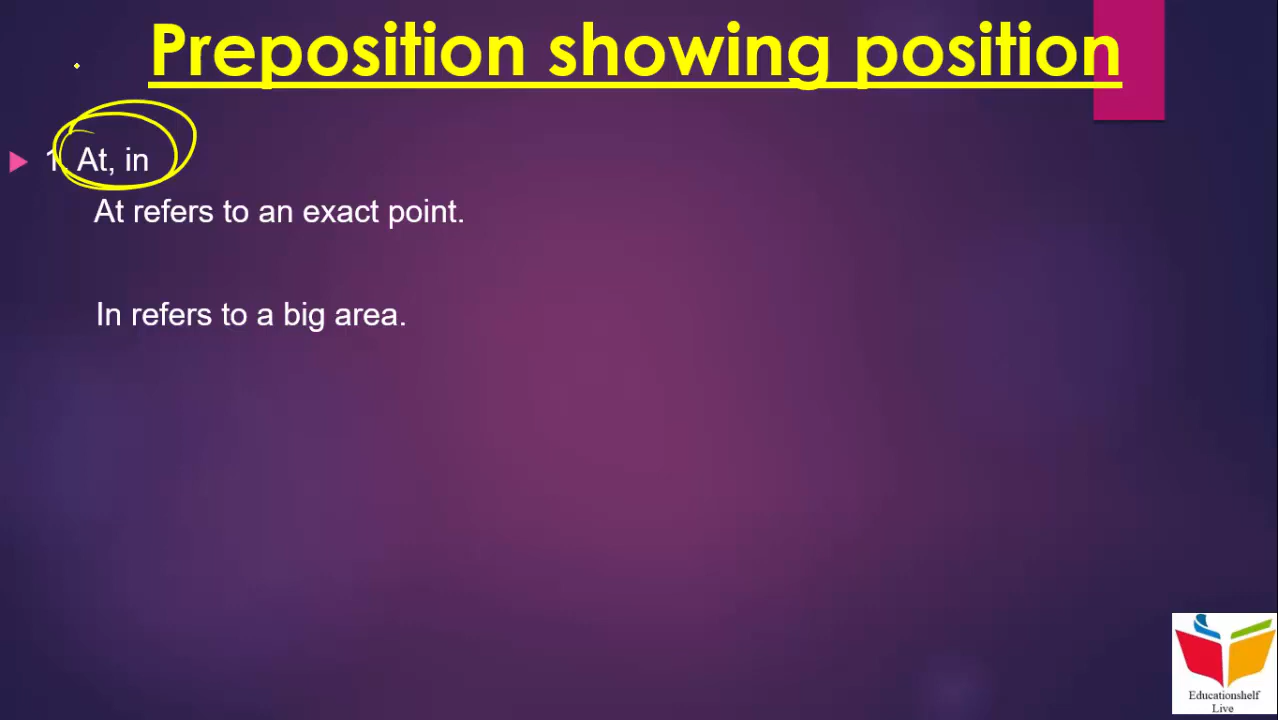 Preposition showing position
1. At, in
At refers to an exact point.
In refers to a big area.
Educationshelf
Live